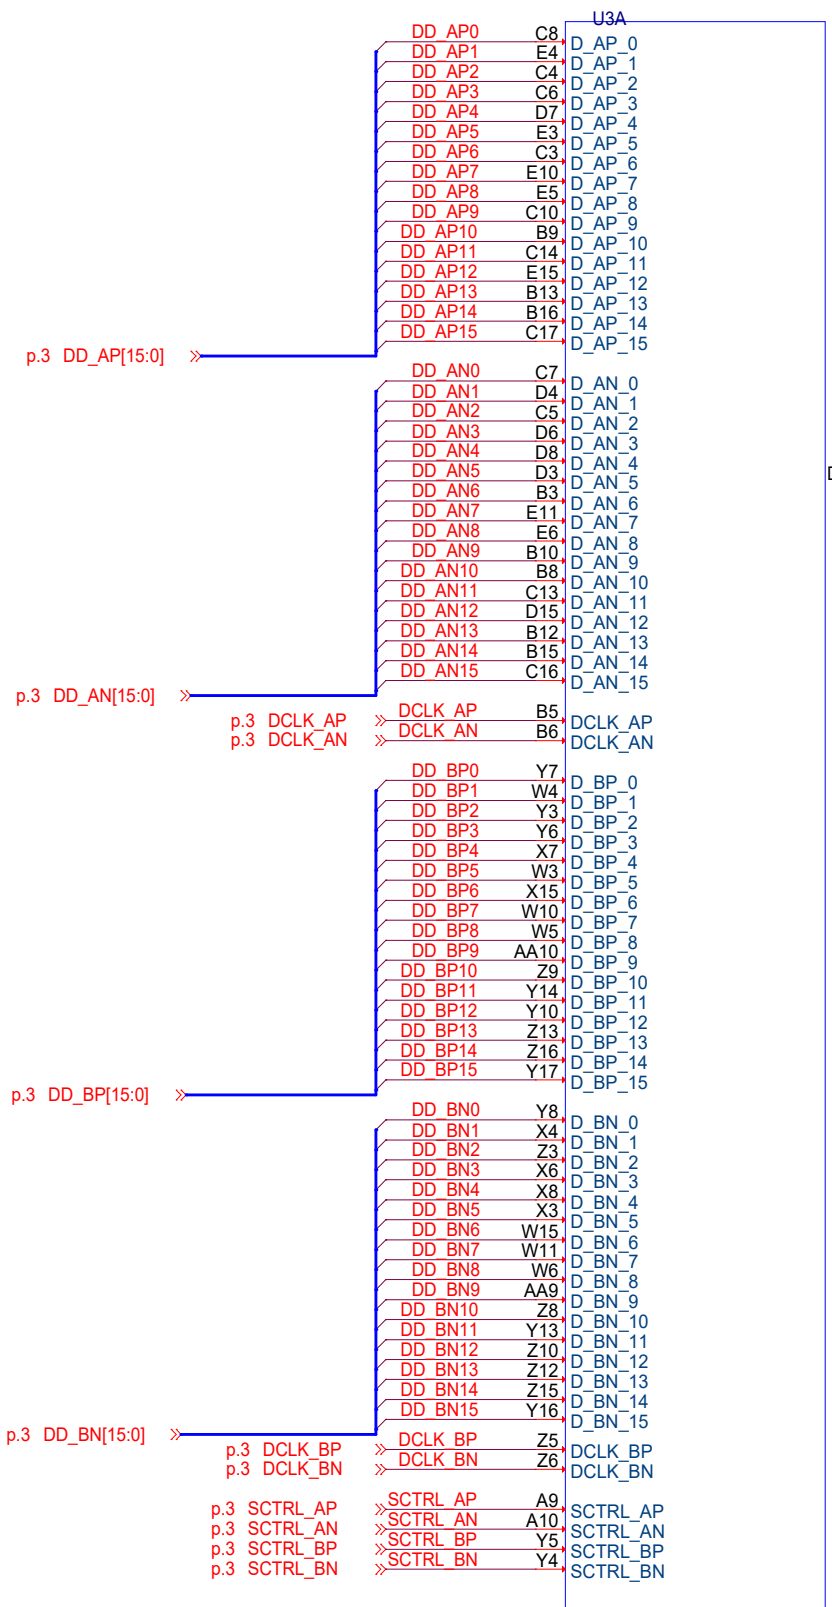 U3A
DD_AP0 C8 D_AP_0
DD_AP1 E4 D_AP_1
DD_AP2 C4 D_AP_2
DD_AP3 C6 D_AP_3
DD_AP4 D7 D_AP_4
DD_AP5 E3 D_AP_5
DD_AP6 C3 D_AP_6
DD_AP7 E10 D_AP_7
DD_AP8 E5 D_AP_8
DD_AP9 C10 D_AP_9
DD_AP10 B9 D_AP_10
DD_AP11 C14 D_AP_11
DD_AP12 E15 D_AP_12
DD_AP13 B13 D_AP_13
DD_AP14 B16 D_AP_14
DD_AP15 C17 D_AP_15
p.3 DD_AP[15:0]
DD_AN0 C7 D_AN_0
DD_AN1 D4 D_AN_1
DD_AN2 C5 D_AN_2
DD_AN3 D6 D_AN_3
DD_AN4 D8 D_AN_4
DD_AN5 D3 D_AN_5
DD_AN6 B3 D_AN_6
DD_AN7 E11 D_AN_7
DD_AN8 E6 D_AN_8
DD_AN9 B10 D_AN_9
DD_AN10 B8 D_AN_10
DD_AN11 C13 D_AN_11
DD_AN12 D15 D_AN_12
DD_AN13 B12 D_AN_13
DD_AN14 B15 D_AN_14
DD_AN15 C16 D_AN_15
p.3 DD_AN[15:0]
p.3 DCLK_AP DCLK_AP B5 DCLK_AP
p.3 DCLK_AN DCLK_AN B6 DCLK_AN
DD_BP0 Y7 D_BP_0
DD_BP1 W4 D_BP_1
DD_BP2 Y3 D_BP_2
DD_BP3 Y6 D_BP_3
DD_BP4 X7 D_BP_4
DD_BP5 W3 D_BP_5
DD_BP6 X15 D_BP_6
DD_BP7 W10 D_BP_7
DD_BP8 W5 D_BP_8
DD_BP9 AA10 D_BP_9
DD_BP10 Z9 D_BP_10
DD_BP11 Y14 D_BP_11
DD_BP12 Y10 D_BP_12
DD_BP13 Z13 D_BP_13
DD_BP14 Z16 D_BP_14
DD_BP15 Y17 D_BP_15
p.3 DD_BP[15:0]
DD_BN0 Y8 D_BN_0
DD_BN1 X4 D_BN_1
DD_BN2 Z3 D_BN_2
DD_BN3 X6 D_BN_3
DD_BN4 X8 D_BN_4
DD_BN5 X3 D_BN_5
DD_BN6 W15 D_BN_6
DD_BN7 W11 D_BN_7
DD_BN8 W6 D_BN_8
DD_BN9 AA9 D_BN_9
DD_BN10 Z8 D_BN_10
DD_BN11 Y13 D_BN_11
DD_BN12 Z10 D_BN_12
DD_BN13 Z12 D_BN_13
DD_BN14 Z15 D_BN_14
DD_BN15 Y16 D_BN_15
p.3 DD_BN[15:0]
p.3 DCLK_BP DCLK_BP Z5 DCLK_BP
p.3 DCLK_BN DCLK_BN Z6 DCLK_BN
p.3 SCTRL_AP SCTRL_AP A9 SCTRL_AP
p.3 SCTRL_AN SCTRL_AN A10 SCTRL_AN
p.3 SCTRL_BP SCTRL_BP Y5 SCTRL_BP
p.3 SCTRL_BN SCTRL_BN Y4 SCTRL_BN